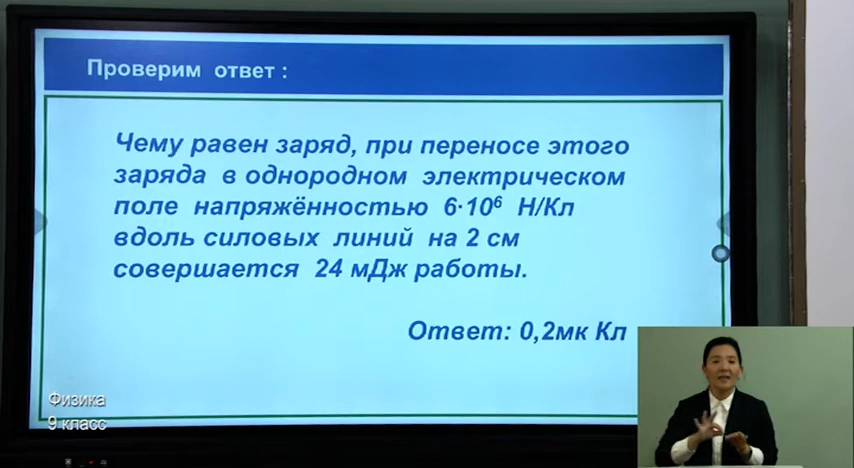 Проверим ответ :
Чему равен заряд, при переносе этого
заряда в однородном электрическом
поле напряжённостью 6·10⁶ Н/Кл
вдоль силовых линий на 2 см
совершается 24 мДж работы.
Ответ: 0,2мк Кл
Физика
9 класс